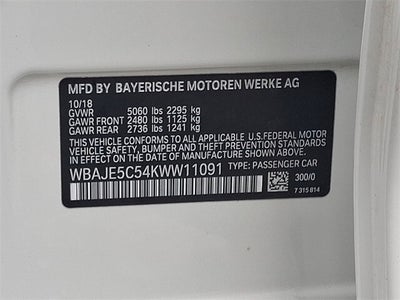 MFD BY BAYERISCHE MOTOREN WERKE AG
10/18
GVWR 5060 lbs 2295 kg
GAWR FRONT 2480 lbs 1125 kg
GAWR REAR 2736 lbs 1241 kg
THIS VEHICLE CONFORMS TO ALL APPLICABLE U.S.FEDERAL MOTOR
VEHICLE SAFETY, BUMPER, AND THEFT PREVENTION STANDARDS
IN EFFECT ON THE DATE OF MANUFACTURE SHOWN ABOVE.
WBAJE5C54KWW11091 TYPE: PASSENGER CAR
300/0
7 315 814